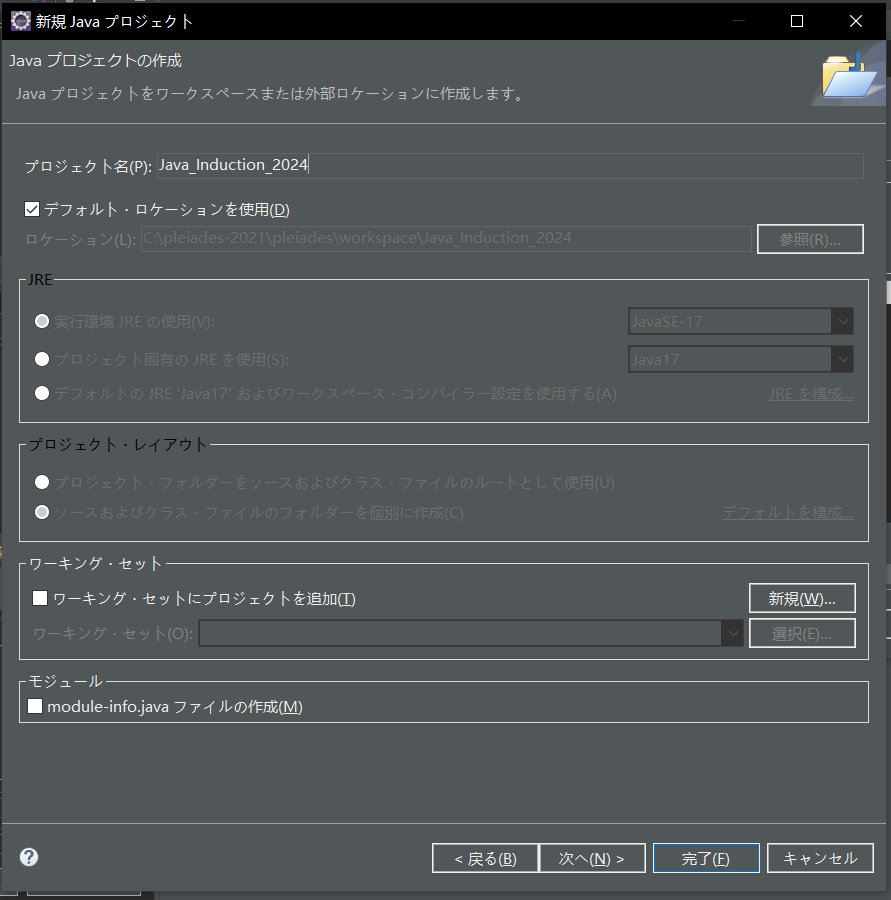 新規 Java プロジェクト
Java プロジェクトの作成
Java プロジェクトをワークスペースまたは外部ロケーションに作成します。
プロジェクト名(P): Java_Induction_2024
デフォルト・ロケーションを使用(D)
ロケーション(L): C:\pleiades-2021\pleiades\workspace\Java_Induction_2024 参照(R)...
JRE
実行環境 JRE の使用(V): JavaSE-17
プロジェクト固有の JRE を使用(S): Java17
デフォルトの JRE 'Java17' およびワークスペース・コンパイラー設定を使用する(A) JRE を構成...
プロジェクト・レイアウト
プロジェクト・フォルダーをソースおよびクラス・ファイルのルートとして使用(U)
ソースおよびクラス・ファイルのフォルダーを個別に作成(C) デフォルトを構成...
ワーキング・セット
ワーキング・セットにプロジェクトを追加(T) 新規(W)...
ワーキング・セット(O): 選択(E)...
モジュール
module-info.java ファイルの作成(M)
< 戻る(B) 次へ(N) > 完了(F) キャンセル